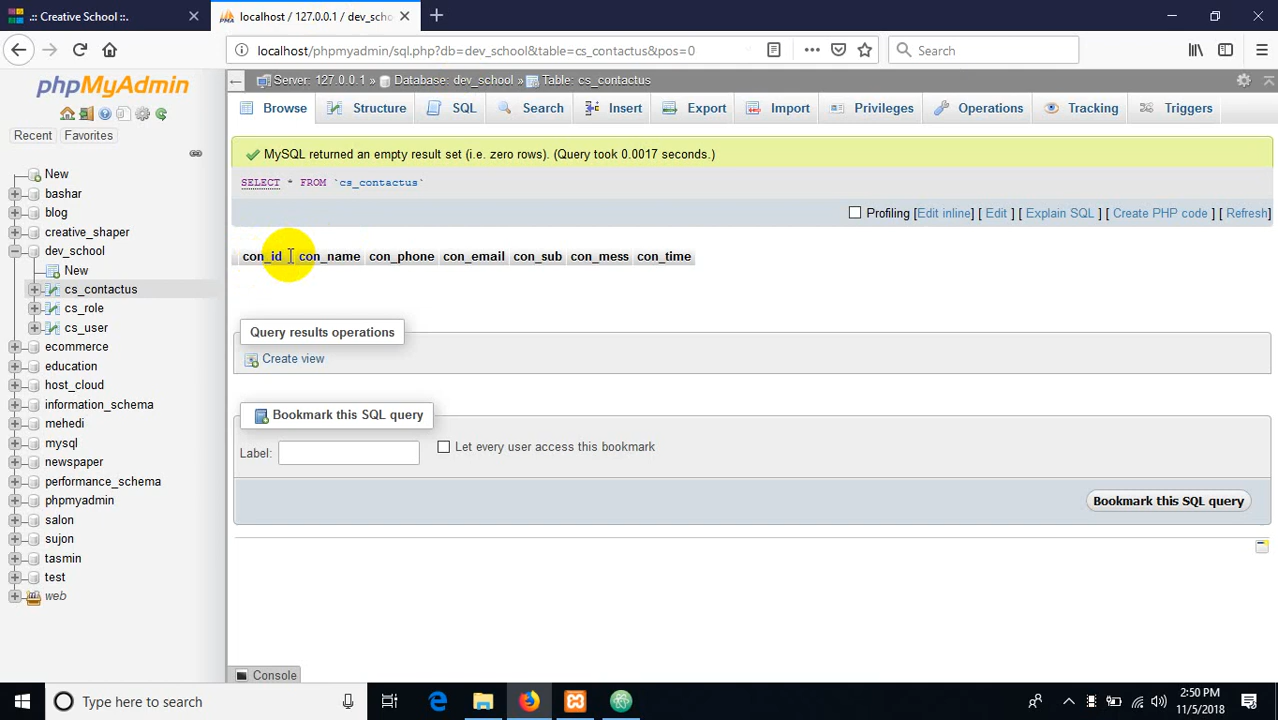 .:: Creative School ::.
localhost / 127.0.0.1 / dev_scho
localhost/phpmyadmin/sql.php?db=dev_school&table=cs_contactus&pos=0
Search
phpMyAdmin
Recent
Favorites
New
bashar
blog
creative_shaper
dev_school
New
cs_contactus
cs_role
cs_user
ecommerce
education
host_cloud
information_schema
mehedi
mysql
newspaper
performance_schema
phpmyadmin
salon
sujon
tasmin
test
web
Server: 127.0.0.1 » Database: dev_school » Table: cs_contactus
Browse Structure SQL Search Insert Export Import Privileges Operations Tracking Triggers
MySQL returned an empty result set (i.e. zero rows). (Query took 0.0017 seconds.)
SELECT * FROM `cs_contactus`
Profiling [Edit inline] [ Edit ] [ Explain SQL ] [ Create PHP code ] [ Refresh]
con_id con_name con_phone con_email con_sub con_mess con_time
Query results operations
Create view
Bookmark this SQL query
Label: Let every user access this bookmark
Bookmark this SQL query
Console
Type here to search
2:50 PM
11/5/2018